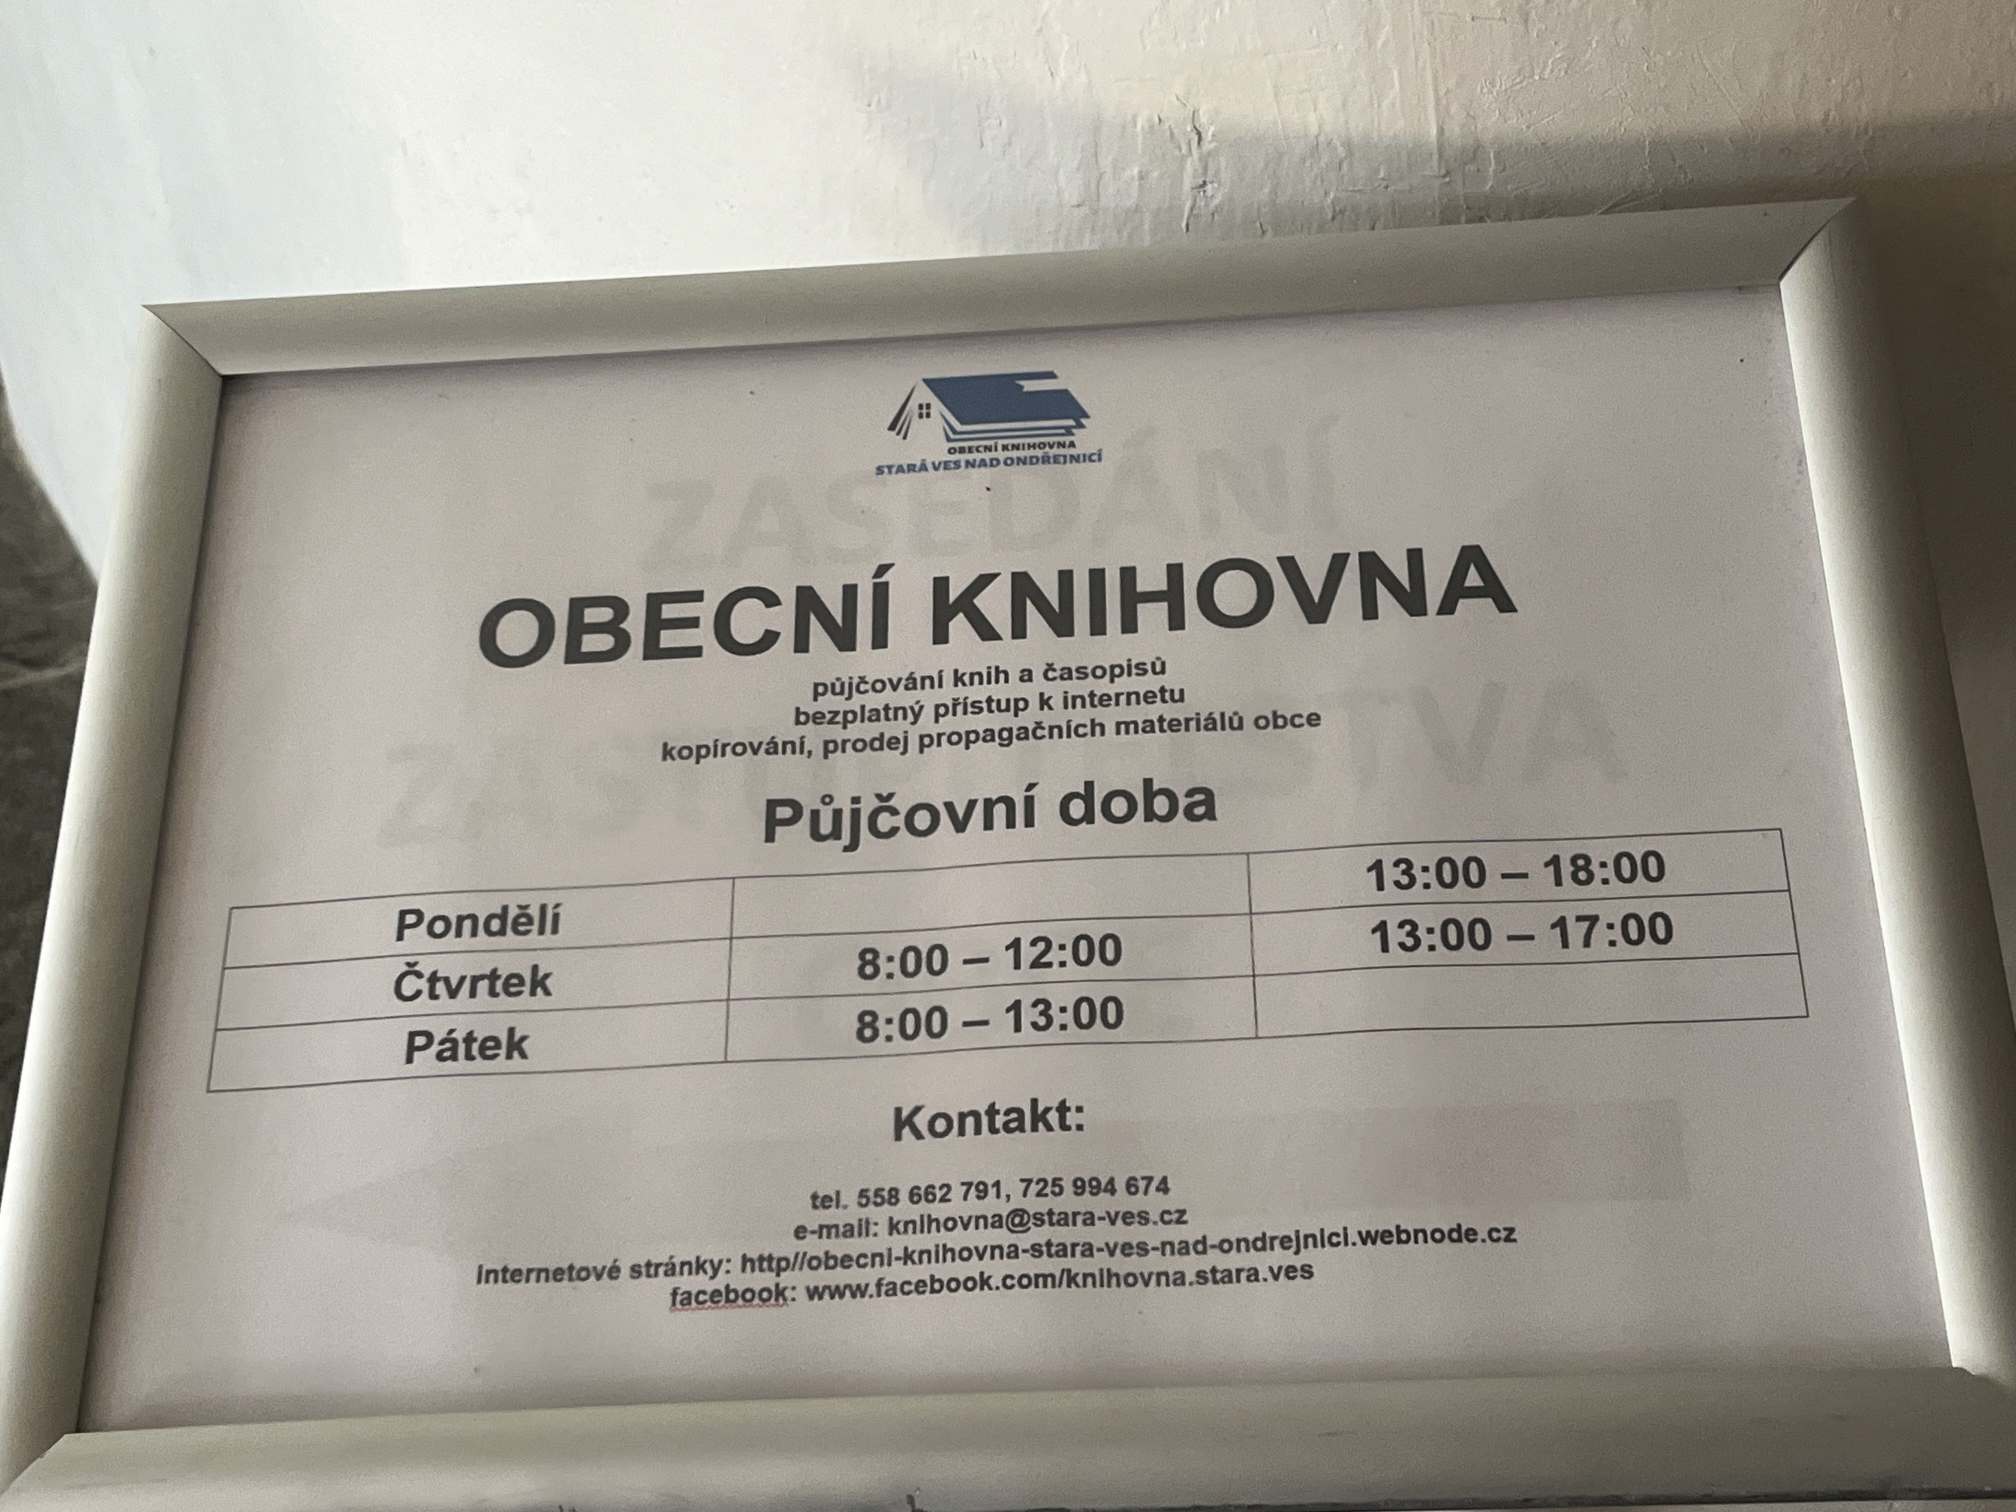 OBECNÍ KNIHOVNA
STARÁ VES NAD ONDŘEJNICÍ
ZASEDÁNÍ
OBECNÍ KNIHOVNA
půjčování knih a časopisů
bezplatný přístup k internetu
kopírování, prodej propagačních materiálů obce
Půjčovní doba
Pondělí 13:00 – 18:00
Čtvrtek 8:00 – 12:00 13:00 – 17:00
Pátek 8:00 – 13:00
Kontakt:
tel. 558 662 791, 725 994 674
e-mail: knihovna@stara-ves.cz
internetové stránky: http//obecni-knihovna-stara-ves-nad-ondrejnici.webnode.cz
facebook: www.facebook.com/knihovna.stara.ves